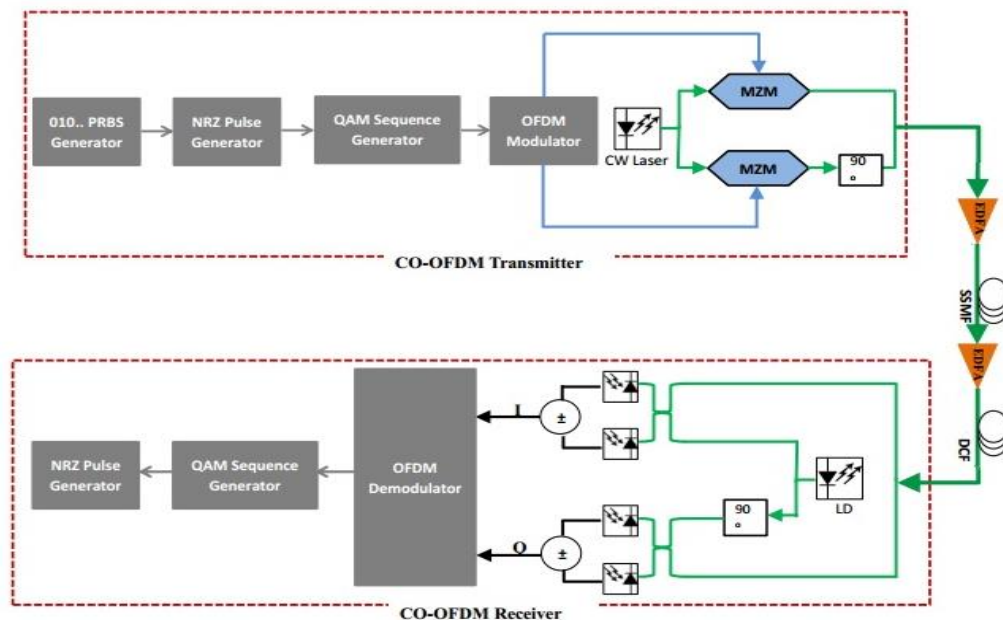 010.. PRBS
Generator
NRZ Pulse
Generator
QAM Sequence
Generator
OFDM
Modulator
CW Laser
MZM
MZM
90
°
CO-OFDM Transmitter
EDFA
SSMF
EDFA
DCF
NRZ Pulse
Generator
QAM Sequence
Generator
OFDM
Demodulator
I
Q
±
±
90
°
LD
CO-OFDM Receiver